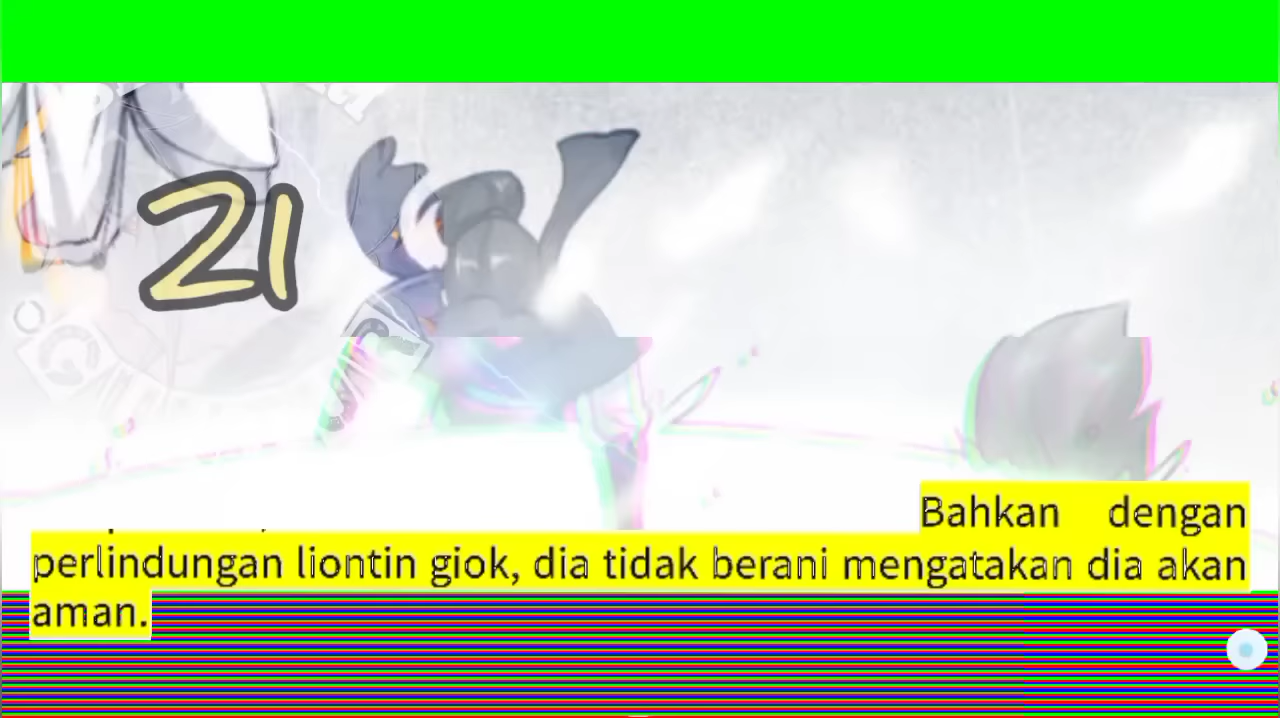 21
Bahkan dengan
perlindungan liontin giok, dia tidak berani mengatakan dia akan
aman.